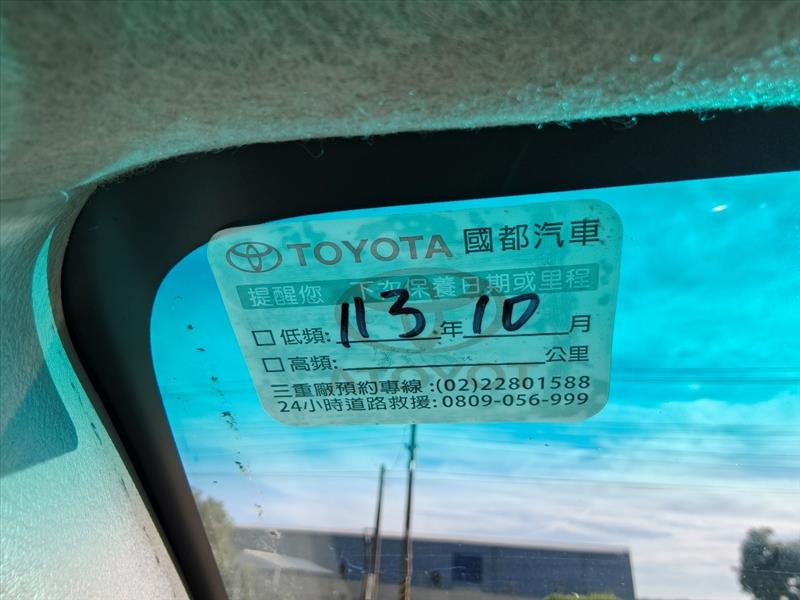 TOYOTA 國都汽車
提醒您 下次保養日期或里程
□ 低頻: 113 年 10 月
□ 高頻: 公里
三重廠預約專線:(02)22801588
24小時道路救援:0809-056-999
TOYOTA